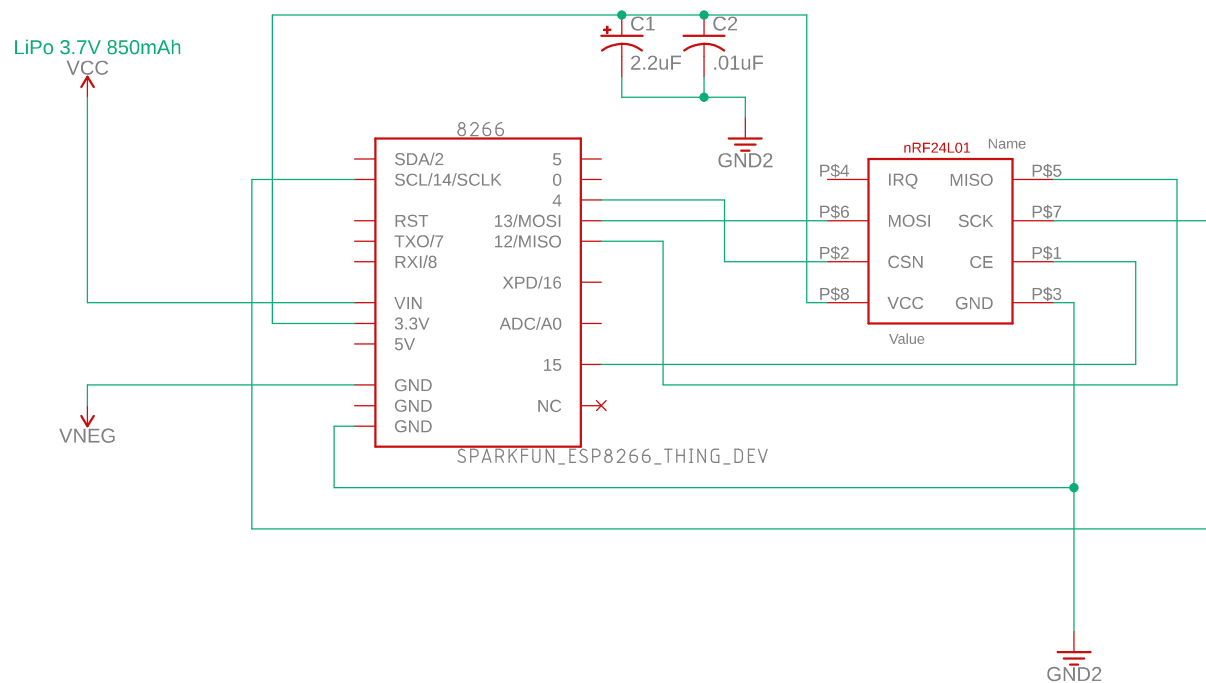 C1
C2
LiPo 3.7V 850mAh
VCC
2.2uF
.01uF
8266
nRF24L01
Name
SDA/2
5
GND2
SCL/14/SCLK
0
P$4
IRQ
MISO
P$5
4
RST
13/MOSI
P$6
MOSI
SCK
P$7
TXO/7
12/MISO
RXI/8
P$2
CSN
CE
P$1
XPD/16
VIN
P$8
VCC
GND
P$3
3.3V
ADC/A0
5V
Value
15
GND
GND
NC
GND
VNEG
SPARKFUN_ESP8266_THING_DEV
GND2